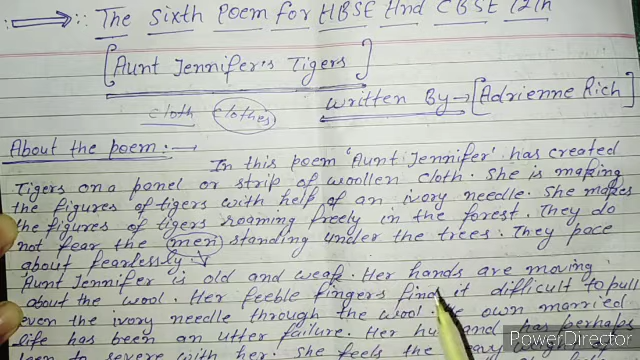 :: The Sixth Poem for HBSE And CBSE 12th
[Aunt Jennifer's Tigers]
cloth clothes written By→[Adrienne Rich]
About the poem:-→
In this poem 'Aunt Jennifer' has created
Tigers on a panel or strip of woollen cloth. She is making
the figures of tigers with help of an ivory needle. She makes
the figures of tigers roaming freely in the forest. They do
not fear the men standing under the trees. They pace
about fearlessly
Aunt Jennifer is old and weak. Her hands are moving
about the wool. Her feeble fingers find it difficult to pull
even the ivory needle through the wool. own married
life has been an utter failure. Her has perhaps
to severe with her. She feels the
PowerDirector